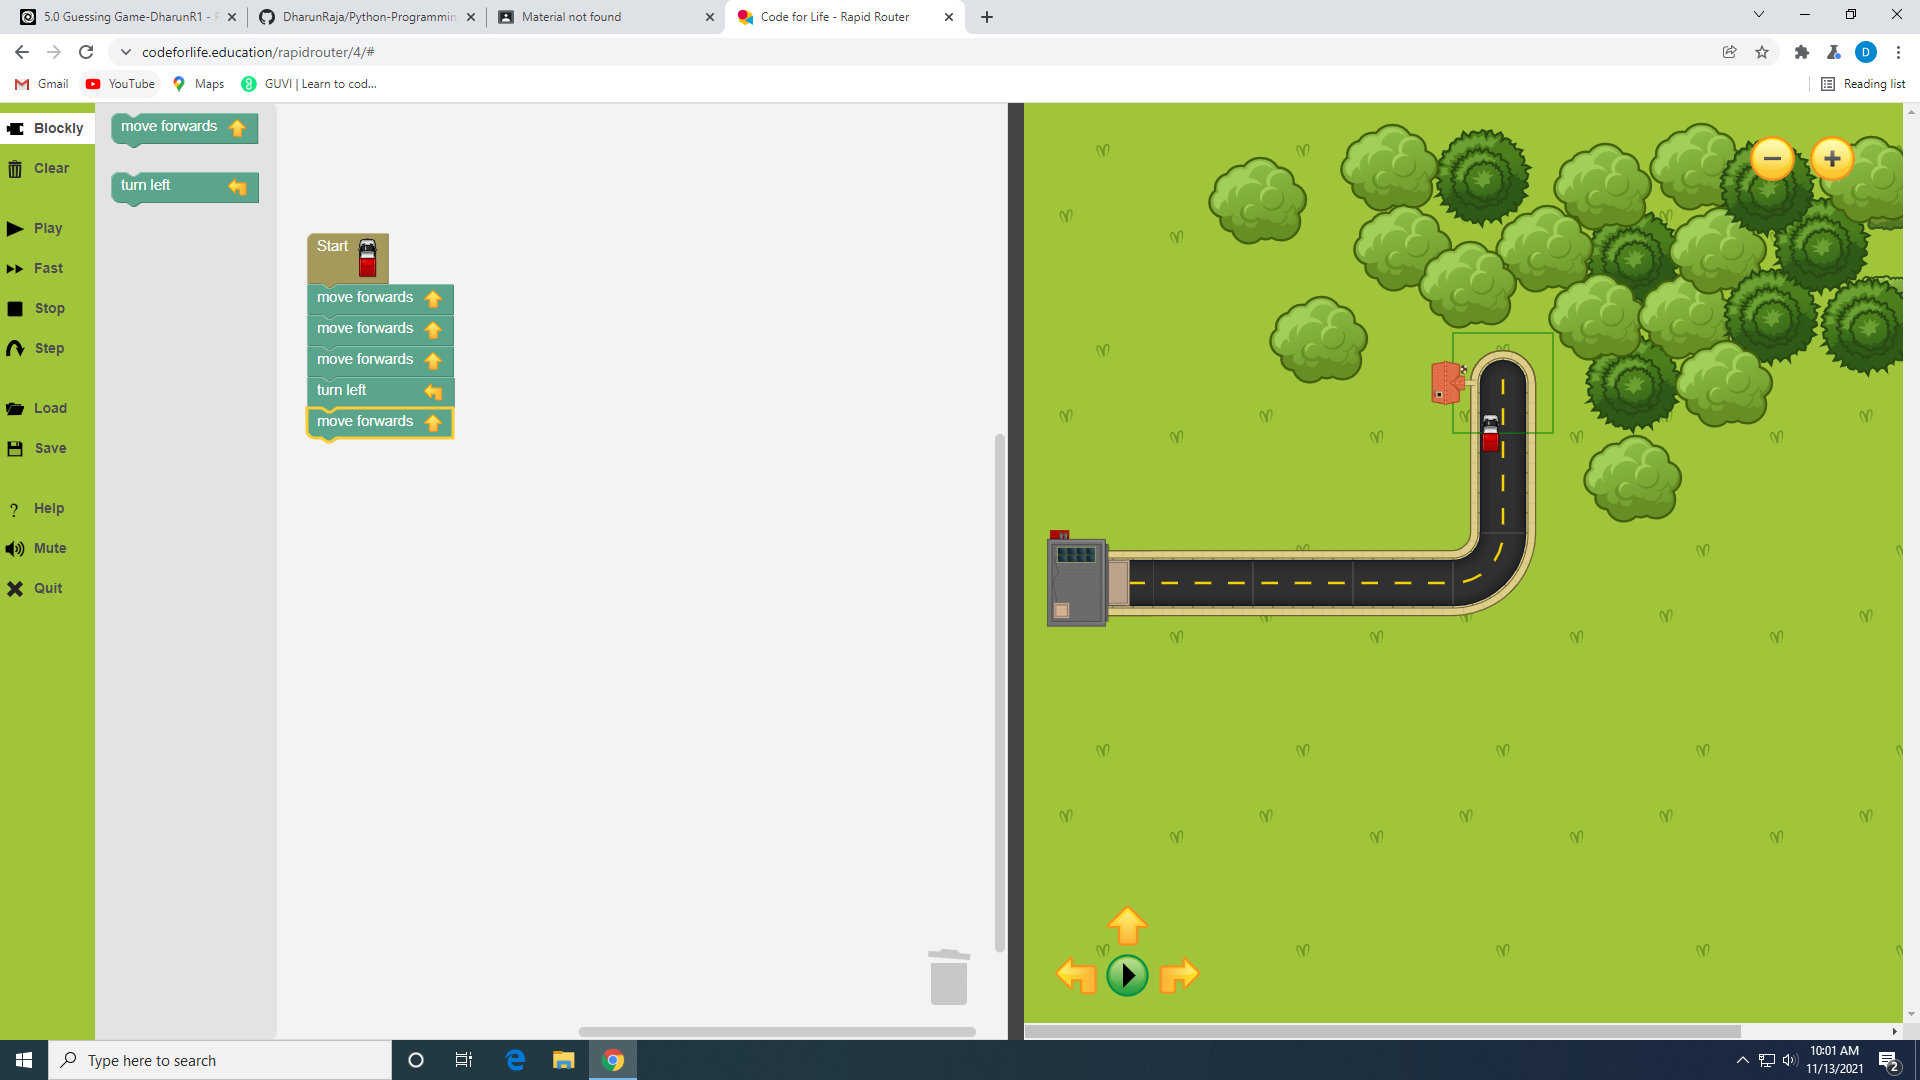 5.0 Guessing Game-DharunR1 -
DharunRaja/Python-Programmin
Material not found
Code for Life - Rapid Router
codeforlife.education/rapidrouter/4/#
D
Gmail
YouTube
Maps
GUVI | Learn to cod...
Reading list
Blockly
Clear
Play
Fast
Stop
Step
Load
Save
Help
Mute
Quit
move forwards
turn left
Start
move forwards
move forwards
move forwards
turn left
move forwards
Type here to search
10:01 AM
11/13/2021
2